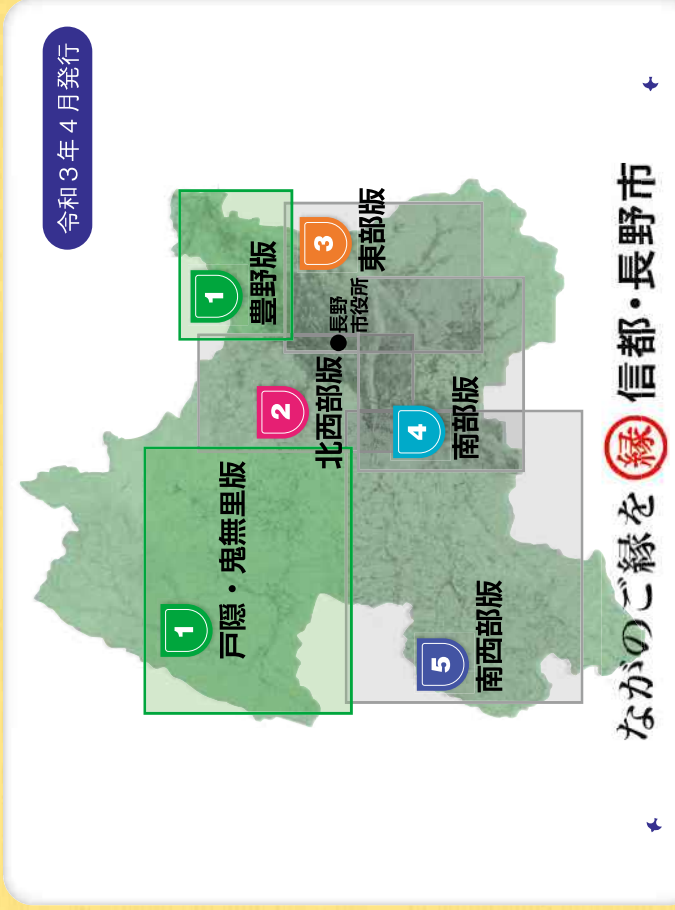 令和3年4月発行
1
戸隠・鬼無里版
1
豊野版
2
北西部版
3
東部版
長野
市役所
4
南部版
5
南西部版
ながのご縁を 縁 信都・長野市